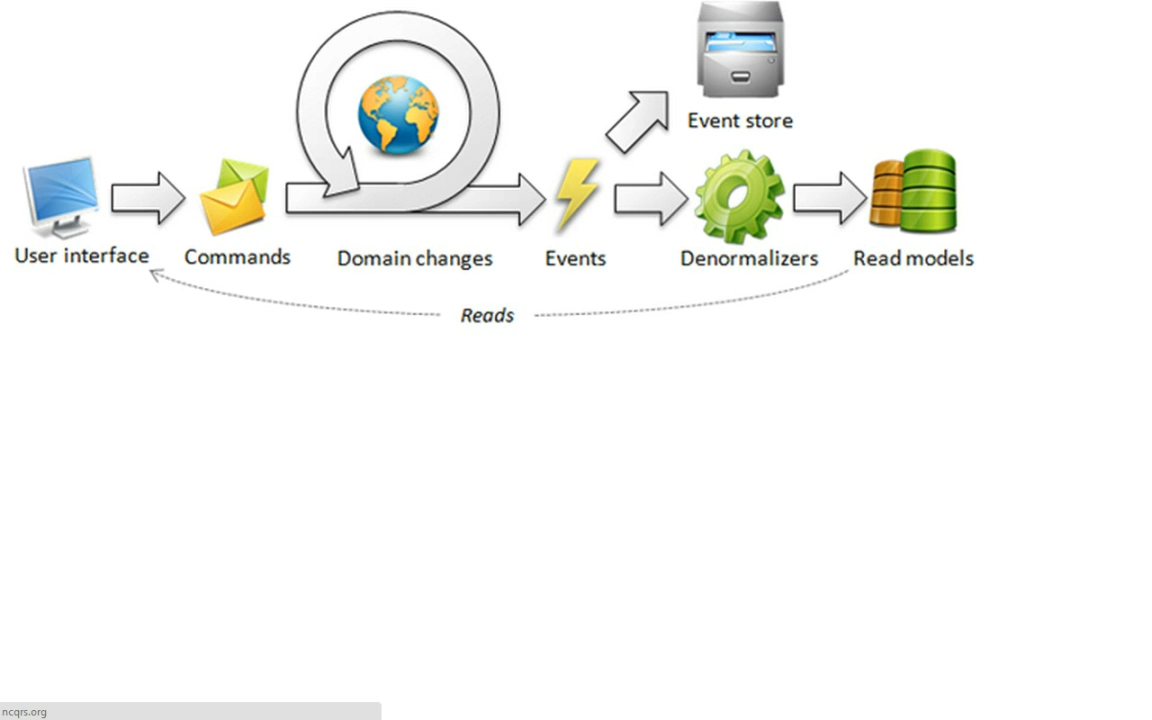 Event store
User interface
Commands
Domain changes
Events
Denormalizers
Read models
Reads
ncqrs.org